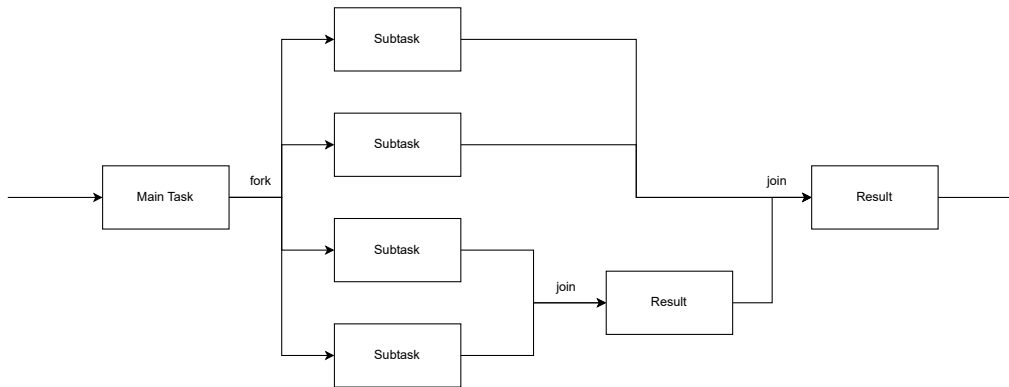 Subtask
Subtask
fork
join
Main Task
Result
Subtask
join
Result
Subtask